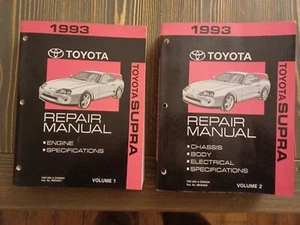 1993
TOYOTA
TOYOTA SUPRA
REPAIR
MANUAL
• ENGINE
• SPECIFICATIONS
VOLUME 1
1993
TOYOTA
TOYOTA SUPRA
REPAIR
MANUAL
• CHASSIS
• BODY
• ELECTRICAL
• SPECIFICATIONS
VOLUME 2